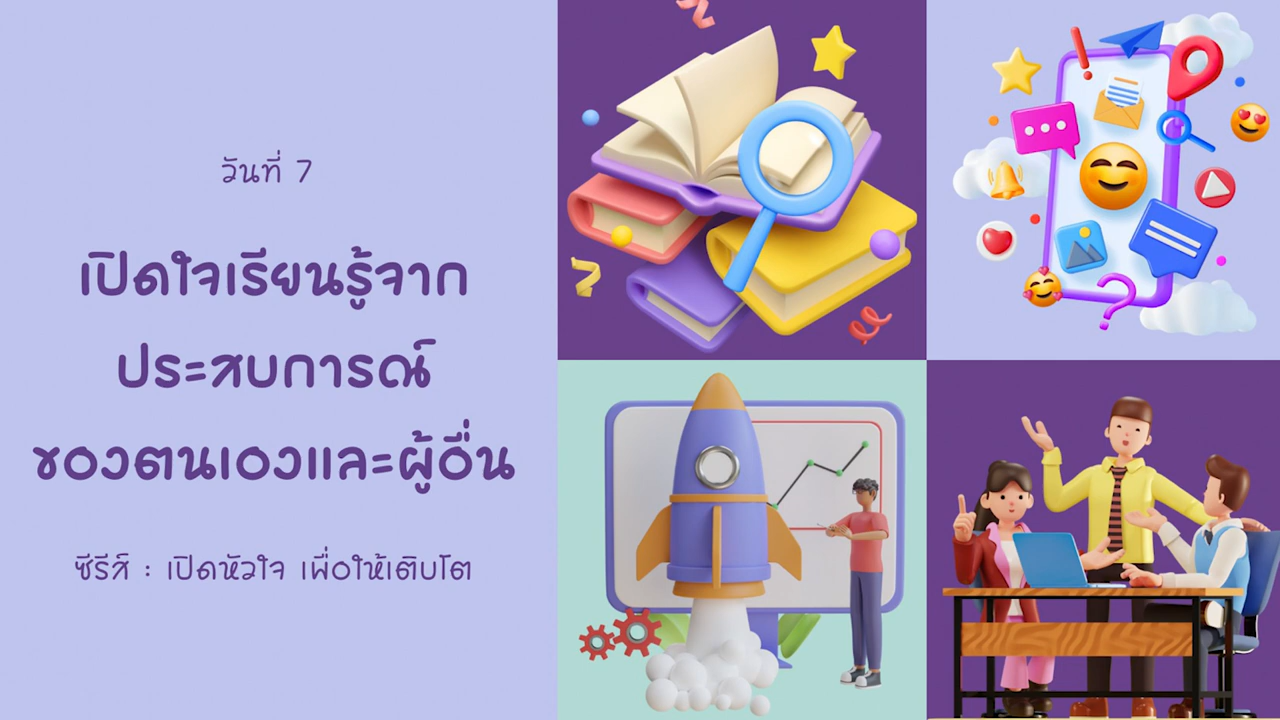 วันที่ 7
เปิดใจเรียนรู้จาก
ประสบการณ์
ของตนเองและผู้อื่น
ซีรีส์ : เปิดหัวใจ เพื่อให้เติบโต